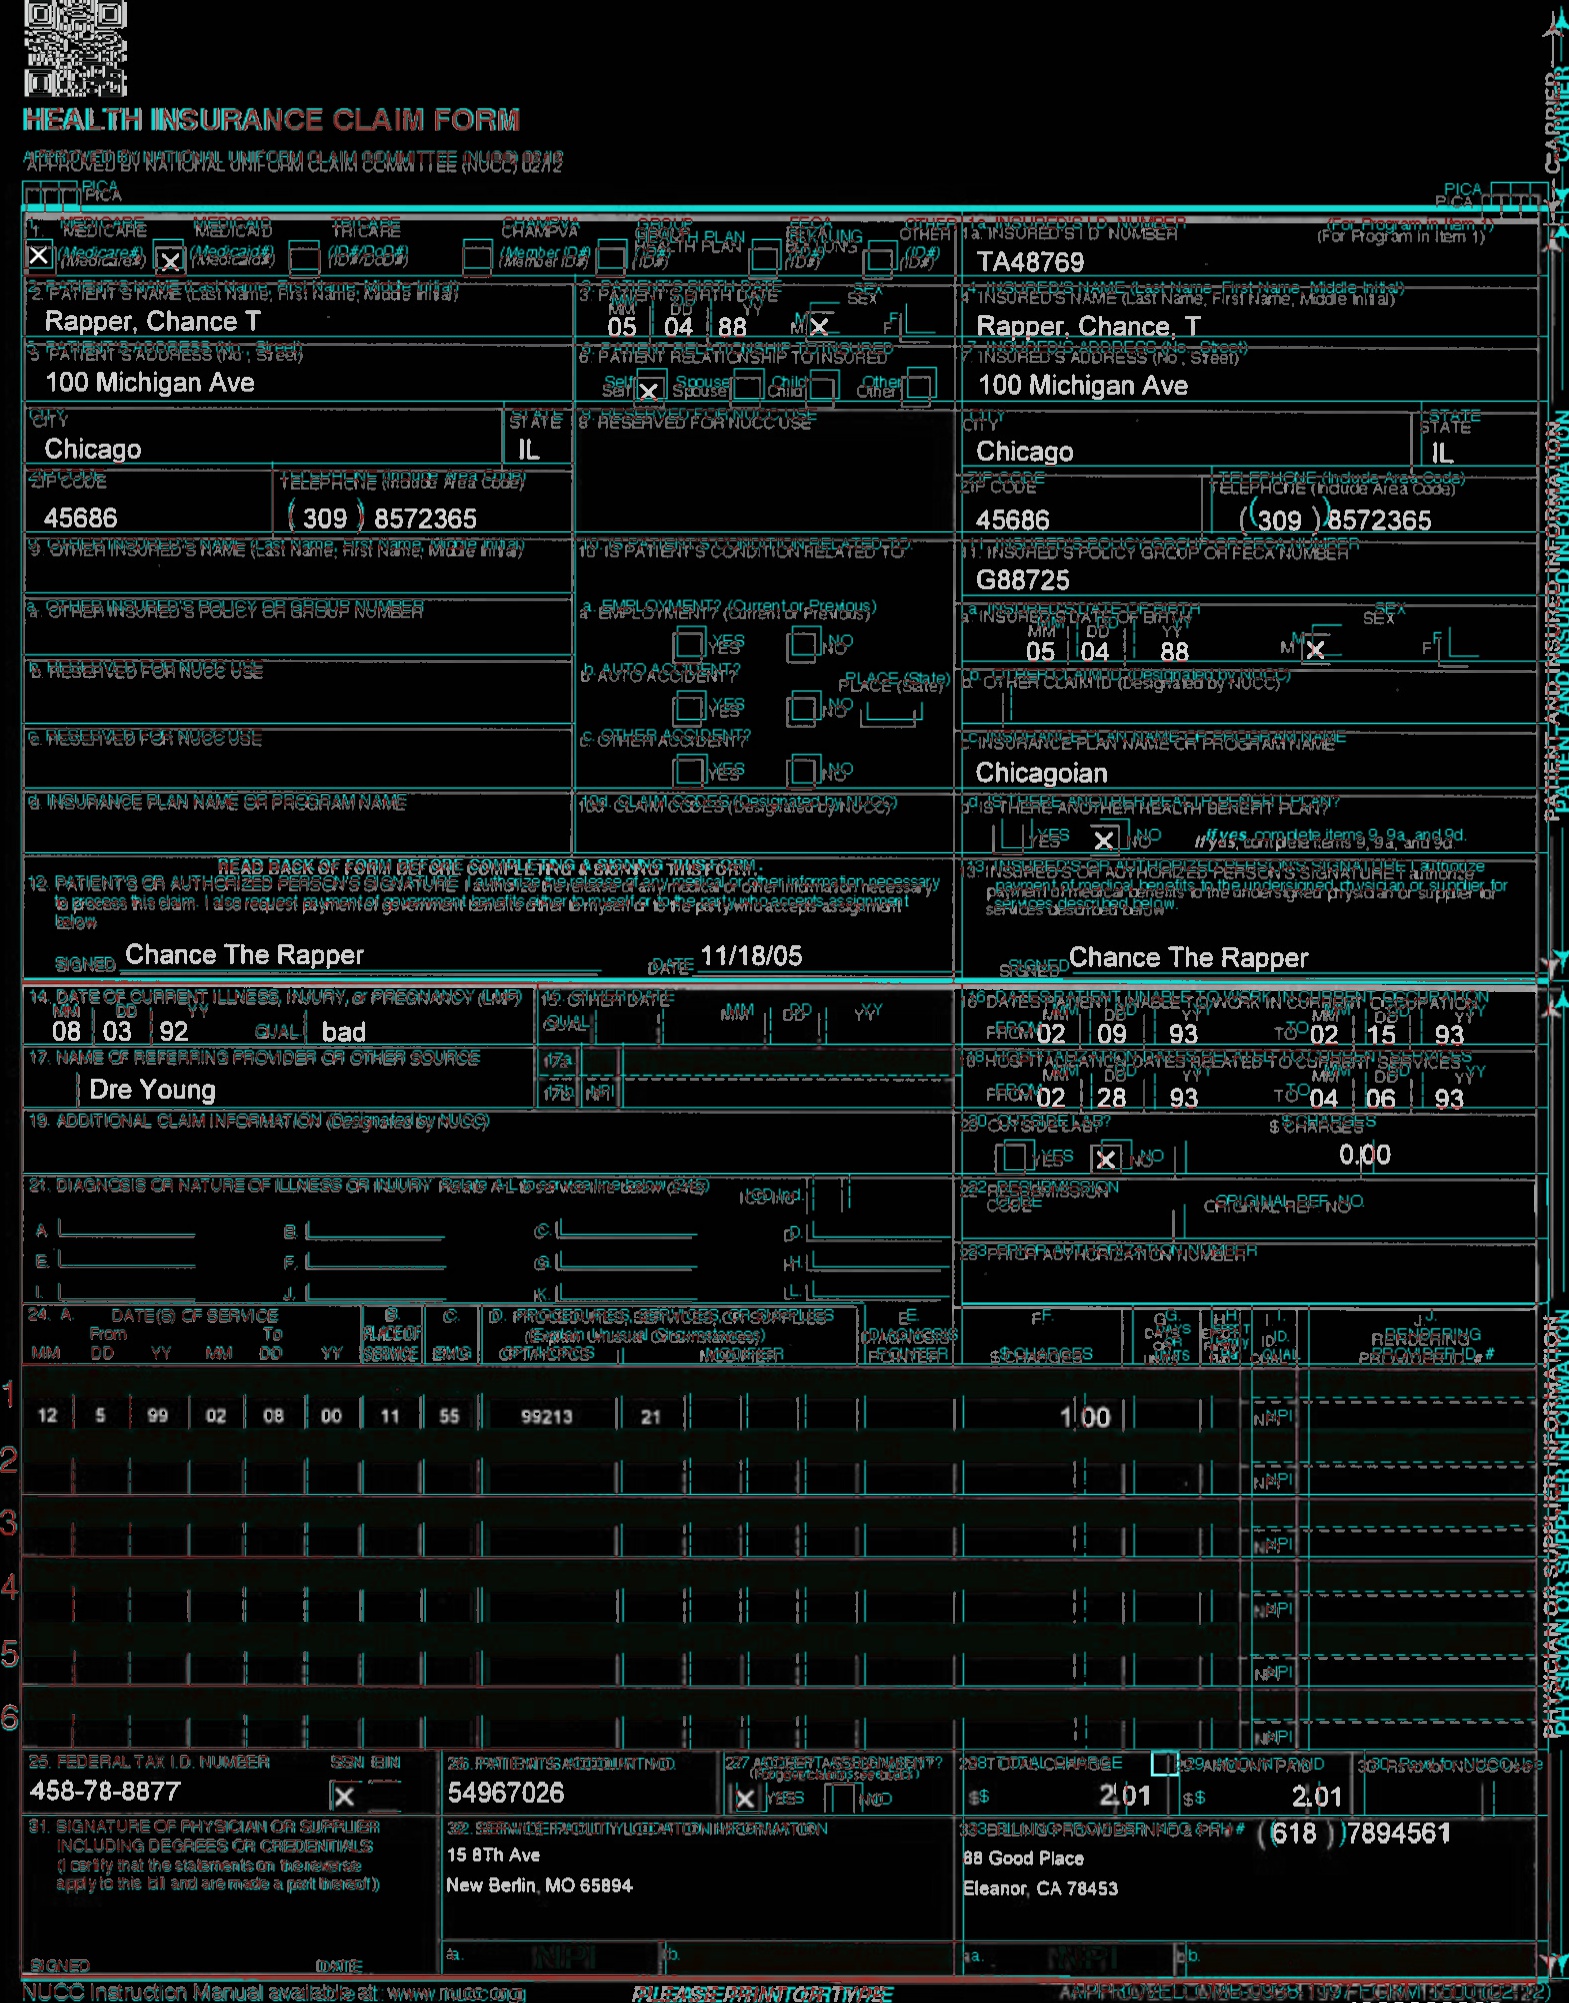 HEALTH INSURANCE CLAIM FORM
APPROVED BY NATIONAL UNIFORM CLAIM COMMITTEE (NUCC) 02/12
CARRIER
PICA PICA
1. MEDICARE MEDICAID TRICARE CHAMPVA GROUP HEALTH PLAN FECA BLK LUNG OTHER 1a. INSURED'S I.D. NUMBER (For Program in Item 1)
X (Medicare#) X (Medicaid#) (ID#/DoD#) (Member ID#) (ID#) (ID#) (ID#) TA48769
2. PATIENT'S NAME (Last Name, First Name, Middle Initial) 3. PATIENT'S BIRTH DATE SEX 4. INSURED'S NAME (Last Name, First Name, Middle Initial)
MM DD YY
Rapper, Chance T 05 04 88 M X F Rapper, Chance, T
5. PATIENT'S ADDRESS (No., Street) 6. PATIENT RELATIONSHIP TO INSURED 7. INSURED'S ADDRESS (No., Street)
100 Michigan Ave Self X Spouse Child Other 100 Michigan Ave
CITY STATE 8. RESERVED FOR NUCC USE CITY STATE
Chicago IL Chicago IL
ZIP CODE TELEPHONE (Include Area Code) ZIP CODE TELEPHONE (Include Area Code)
45686 (309) 8572365 45686 (309) 8572365
9. OTHER INSURED'S NAME (Last Name, First Name, Middle Initial) 10. IS PATIENT'S CONDITION RELATED TO: 11. INSURED'S POLICY GROUP OR FECA NUMBER
G88725
a. OTHER INSURED'S POLICY OR GROUP NUMBER a. EMPLOYMENT? (Current or Previous) a. INSURED'S DATE OF BIRTH SEX
YES NO MM DD YY
05 04 88 M X F
b. RESERVED FOR NUCC USE b. AUTO ACCIDENT? PLACE (State) b. OTHER CLAIM ID (Designated by NUCC)
YES NO
c. RESERVED FOR NUCC USE c. OTHER ACCIDENT? c. INSURANCE PLAN NAME OR PROGRAM NAME
YES NO Chicagoian
d. INSURANCE PLAN NAME OR PROGRAM NAME 10d. CLAIM CODES (Designated by NUCC) d. IS THERE ANOTHER HEALTH BENEFIT PLAN?
YES X NO If yes, complete items 9, 9a, and 9d.
READ BACK OF FORM BEFORE COMPLETING & SIGNING THIS FORM.
12. PATIENT'S OR AUTHORIZED PERSON'S SIGNATURE I authorize the release of any medical or other information necessary
to process this claim. I also request payment of government benefits either to myself or to the party who accepts assignment
below.
13. INSURED'S OR AUTHORIZED PERSON'S SIGNATURE I authorize
payment of medical benefits to the undersigned physician or supplier for
services described below.
SIGNED Chance The Rapper DATE 11/18/05 SIGNED Chance The Rapper
PATIENT AND INSURED INFORMATION
14. DATE OF CURRENT ILLNESS, INJURY, or PREGNANCY (LMP) 15. OTHER DATE 16. DATES PATIENT UNABLE TO WORK IN CURRENT OCCUPATION
MM DD YY MM DD YY MM DD YY MM DD YY
08 03 92 QUAL. bad QUAL. FROM 02 09 93 TO 02 15 93
17. NAME OF REFERRING PROVIDER OR OTHER SOURCE 17a. 18. HOSPITALIZATION DATES RELATED TO CURRENT SERVICES
MM DD YY MM DD YY
Dre Young 17b. NPI FROM 02 28 93 TO 04 06 93
19. ADDITIONAL CLAIM INFORMATION (Designated by NUCC) 20. OUTSIDE LAB? $ CHARGES
YES X NO 0.00
21. DIAGNOSIS OR NATURE OF ILLNESS OR INJURY Relate A-L to service line below (24E) ICD Ind. 22. RESUBMISSION CODE ORIGINAL REF. NO.
A. B. C. D.
E. F. G. H. 23. PRIOR AUTHORIZATION NUMBER
I. J. K. L.
24. A. DATE(S) OF SERVICE B. C. D. PROCEDURES, SERVICES, OR SUPPLIES E. F. G. H. I. J.
From To PLACE OF (Explain Unusual Circumstances) DIAGNOSIS DAYS ID. RENDERING
MM DD YY MM DD YY SERVICE EMG CPT/HCPCS MODIFIER POINTER $ CHARGES UNITS QUAL. PROVIDER ID. #
1 12 5 99 02 08 00 11 55 99213 21 1 00 NPI
2 NPI
3 NPI
4 NPI
5 NPI
6 NPI
PHYSICIAN OR SUPPLIER INFORMATION
25. FEDERAL TAX I.D. NUMBER SSN EIN 26. PATIENT'S ACCOUNT NO. 27. ACCEPT ASSIGNMENT? 28. TOTAL CHARGE 29. AMOUNT PAID 30. Rsvd for NUCC Use
458-78-8877 X 54967026 X YES NO $ 2 01 $ 2 01
31. SIGNATURE OF PHYSICIAN OR SUPPLIER
INCLUDING DEGREES OR CREDENTIALS
(I certify that the statements on the reverse
apply to this bill and are made a part thereof.)
SIGNED DATE
32. SERVICE FACILITY LOCATION INFORMATION
15 8Th Ave
New Berlin, MO 65894
a. NPI b.
33. BILLING PROVIDER INFO & PH # (618) 7894561
88 Good Place
Eleanor, CA 78453
a. NPI b.
NUCC Instruction Manual available at: www.nucc.org PLEASE PRINT OR TYPE APPROVED OMB-0938-1197 FORM 1500 (02-12)